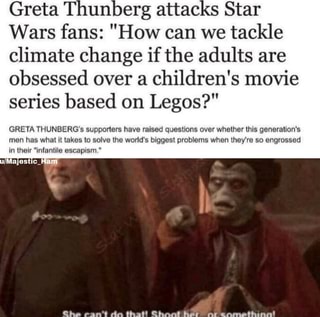 Greta Thunberg attacks Star
Wars fans: "How can we tackle
climate change if the adults are
obsessed over a children's movie
series based on Legos?"
GRETA THUNBERG's supporters have raised questions over whether this generation's
men has what it takes to solve the world's biggest problems when they're so engrossed
in their "infantile escapism."
u/Majestic_Ham
She can't do that! Shoot her... or something!